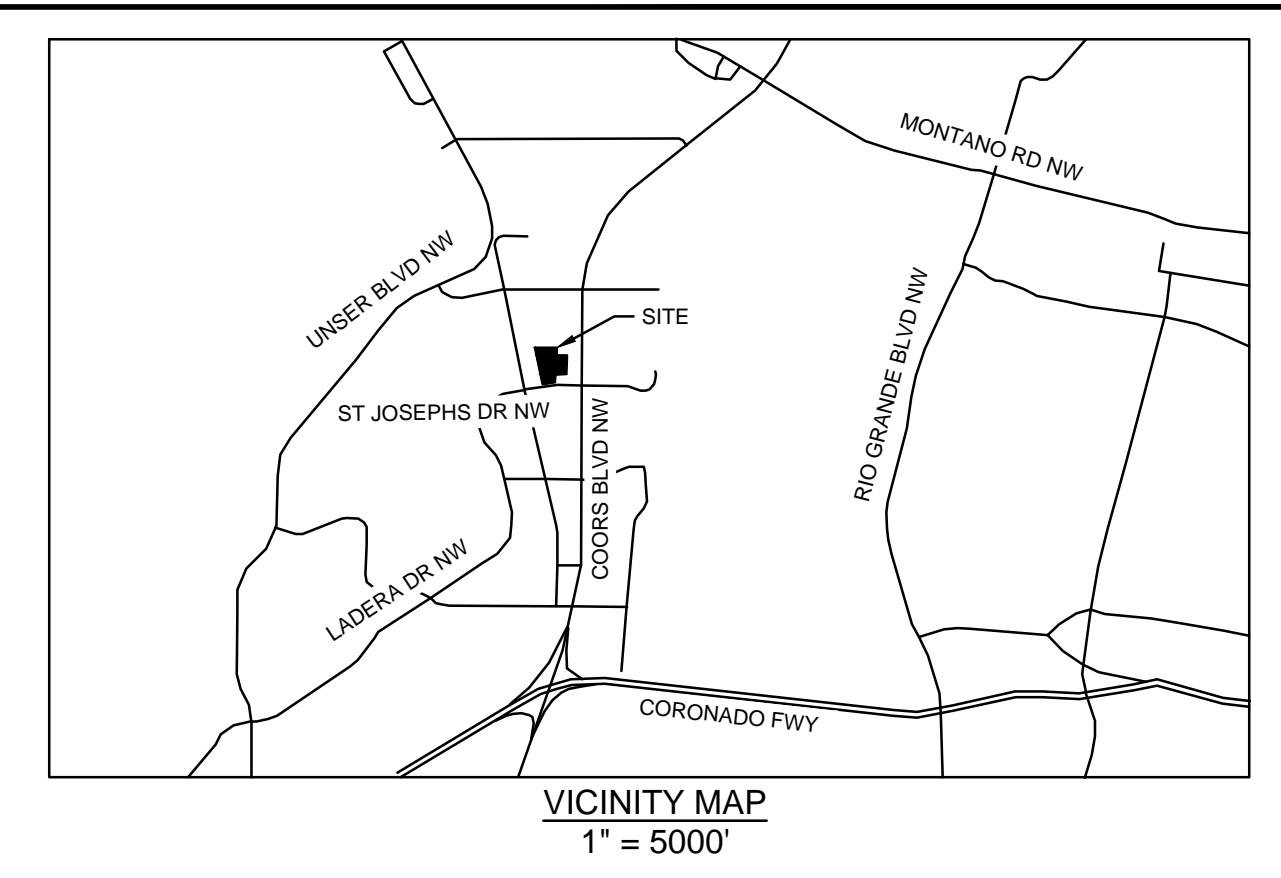 MONTANO RD NW
UNSER BLVD NW
SITE
RIO GRANDE BLVD NW
ST JOSEPHS DR NW
COORS BLVD NW
LADERA DR NW
CORONADO FWY
VICINITY MAP
1" = 5000'